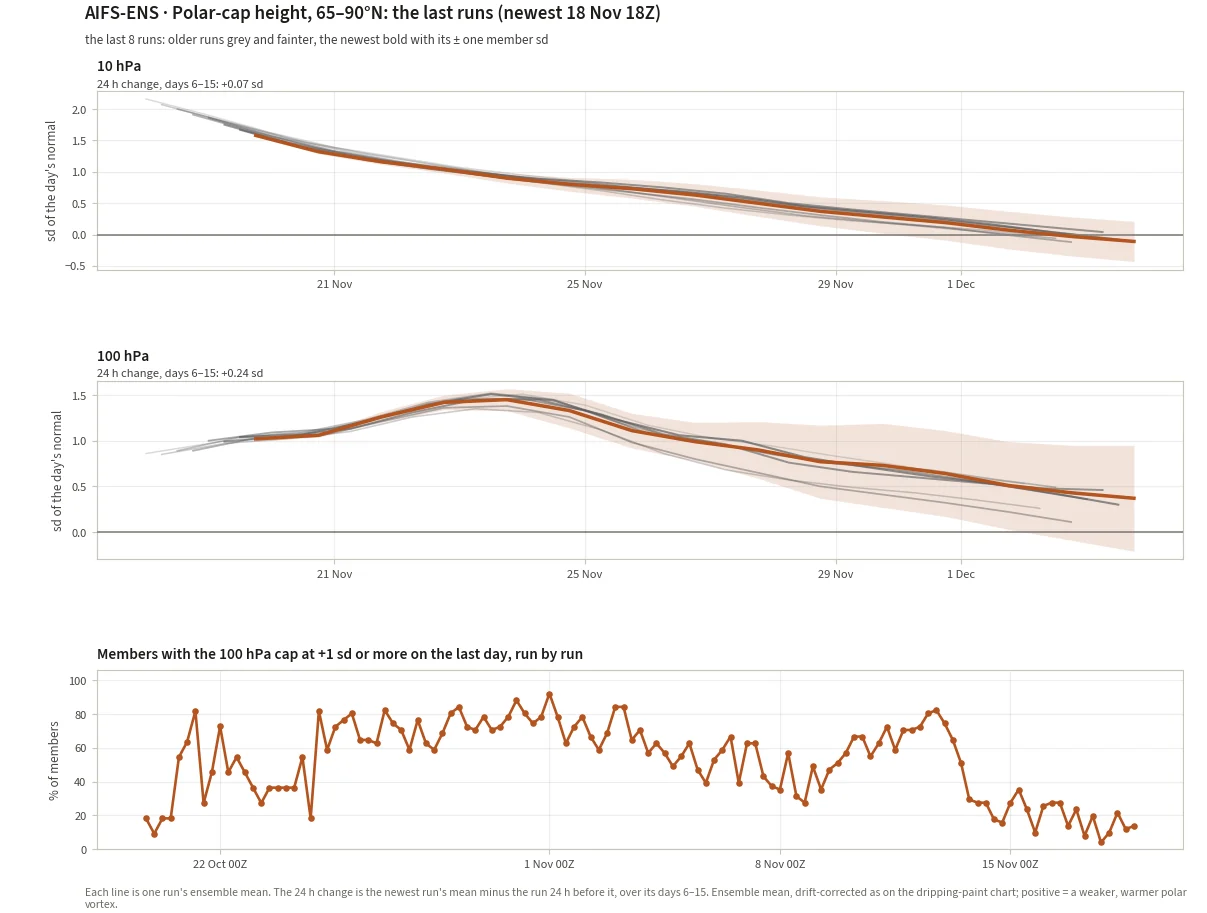 AIFS-ENS · Polar-cap height, 65–90°N: the last runs (newest 18 Nov 18Z)
the last 8 runs: older runs grey and fainter, the newest bold with its ± one member sd
10 hPa
24 h change, days 6–15: +0.07 sd
sd of the day's normal
2.0
1.5
1.0
0.5
0.0
−0.5
21 Nov
25 Nov
29 Nov
1 Dec
100 hPa
24 h change, days 6–15: +0.24 sd
sd of the day's normal
1.5
1.0
0.5
0.0
21 Nov
25 Nov
29 Nov
1 Dec
Members with the 100 hPa cap at +1 sd or more on the last day, run by run
% of members
100
80
60
40
20
0
22 Oct 00Z
1 Nov 00Z
8 Nov 00Z
15 Nov 00Z
Each line is one run's ensemble mean. The 24 h change is the newest run's mean minus the run 24 h before it, over its days 6–15. Ensemble mean, drift-corrected as on the dripping-paint chart; positive = a weaker, warmer polar
vortex.